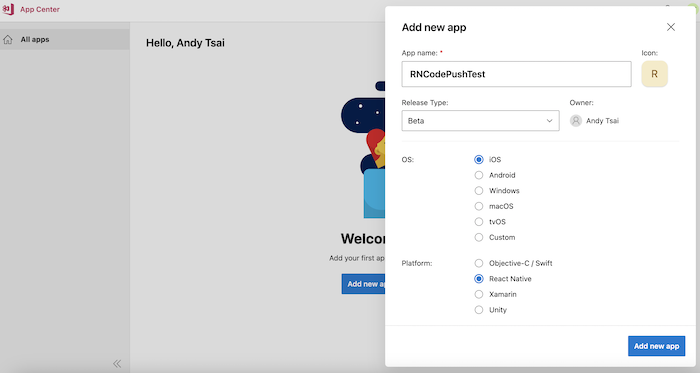 App Center
All apps
Hello, Andy Tsai
Add your first ap
Add new ap
Add new app
App name: *
Icon:
RNCodePushTest
R
Release Type:
Owner:
Beta
Andy Tsai
OS:
iOS
Android
Windows
macOS
tvOS
Custom
Platform:
Objective-C / Swift
React Native
Xamarin
Unity
Add new app